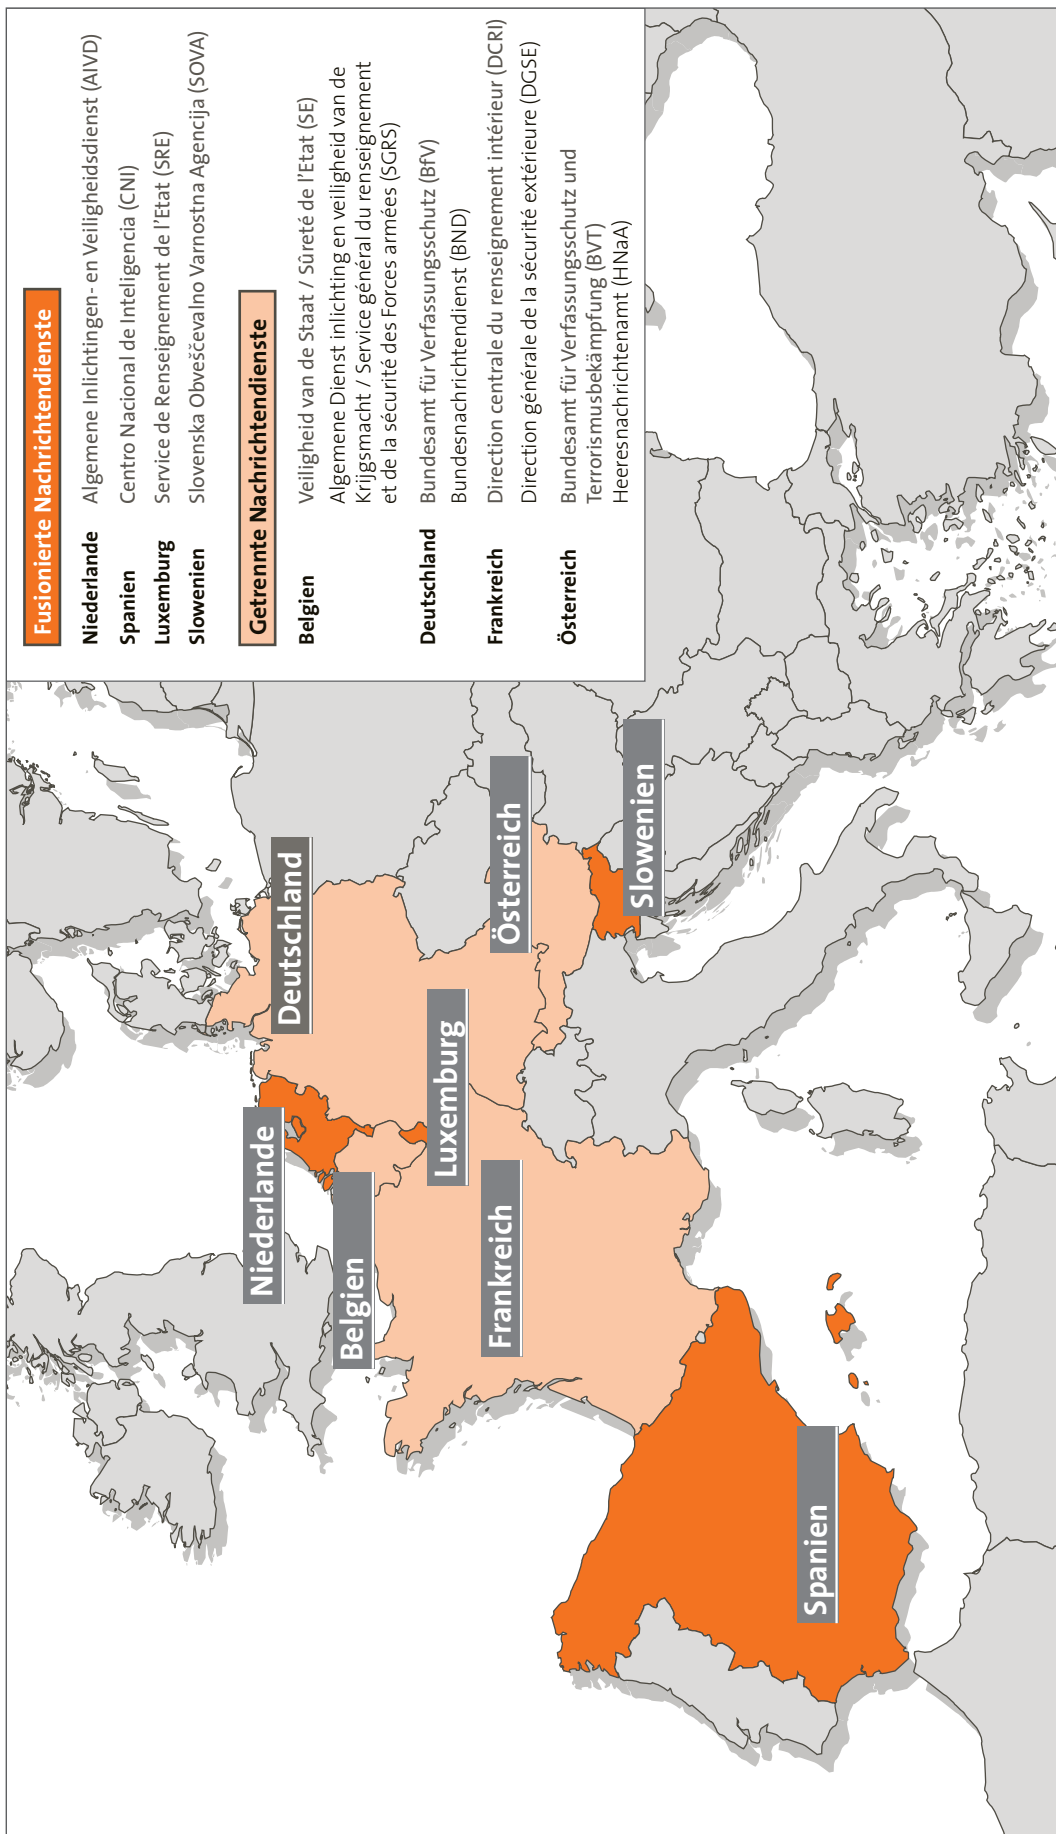 Fusionierte Nachrichtendienste
Niederlande Algemene Inlichtingen- en Veiligheidsdienst (AIVD)
Spanien Centro Nacional de Inteligencia (CNI)
Luxemburg Service de Renseignement de l'Etat (SRE)
Slowenien Slovenska Obveščevalno Varnostna Agencija (SOVA)
Getrennte Nachrichtendienste
Belgien Veiligheid van de Staat / Sûreté de l'Etat (SE)
Algemene Dienst inlichting en veiligheid van de
Krijgsmacht / Service général du renseignement
et de la sécurité des Forces armées (SGRS)
Deutschland Bundesamt für Verfassungsschutz (BfV)
Bundesnachrichtendienst (BND)
Frankreich Direction centrale du renseignement intérieur (DCRI)
Direction générale de la sécurité extérieure (DGSE)
Österreich Bundesamt für Verfassungsschutz und
Terrorismusbekämpfung (BVT)
Heeresnachrichtenamt (HNaA)
Niederlande
Deutschland
Belgien
Luxemburg
Frankreich
Österreich
Slowenien
Spanien